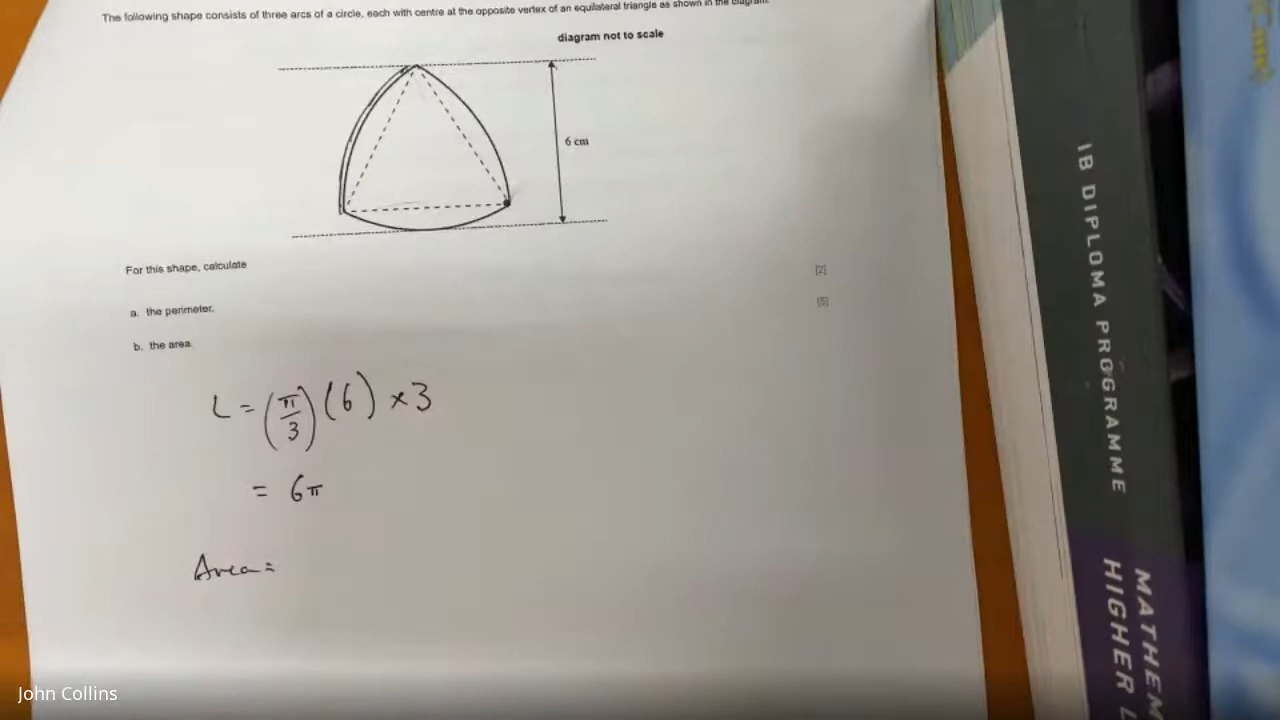 The following shape consists of three arcs of a circle, each with centre at the opposite vertex of an equilateral triangle as shown in the diagram.
diagram not to scale
6 cm
For this shape, calculate
a. the perimeter. [2]
b. the area. [5]
L = (π/3)(6) × 3
= 6π
Area =
IB DIPLOMA PROGRAMME
MATHEM
HIGHER L
John Collins